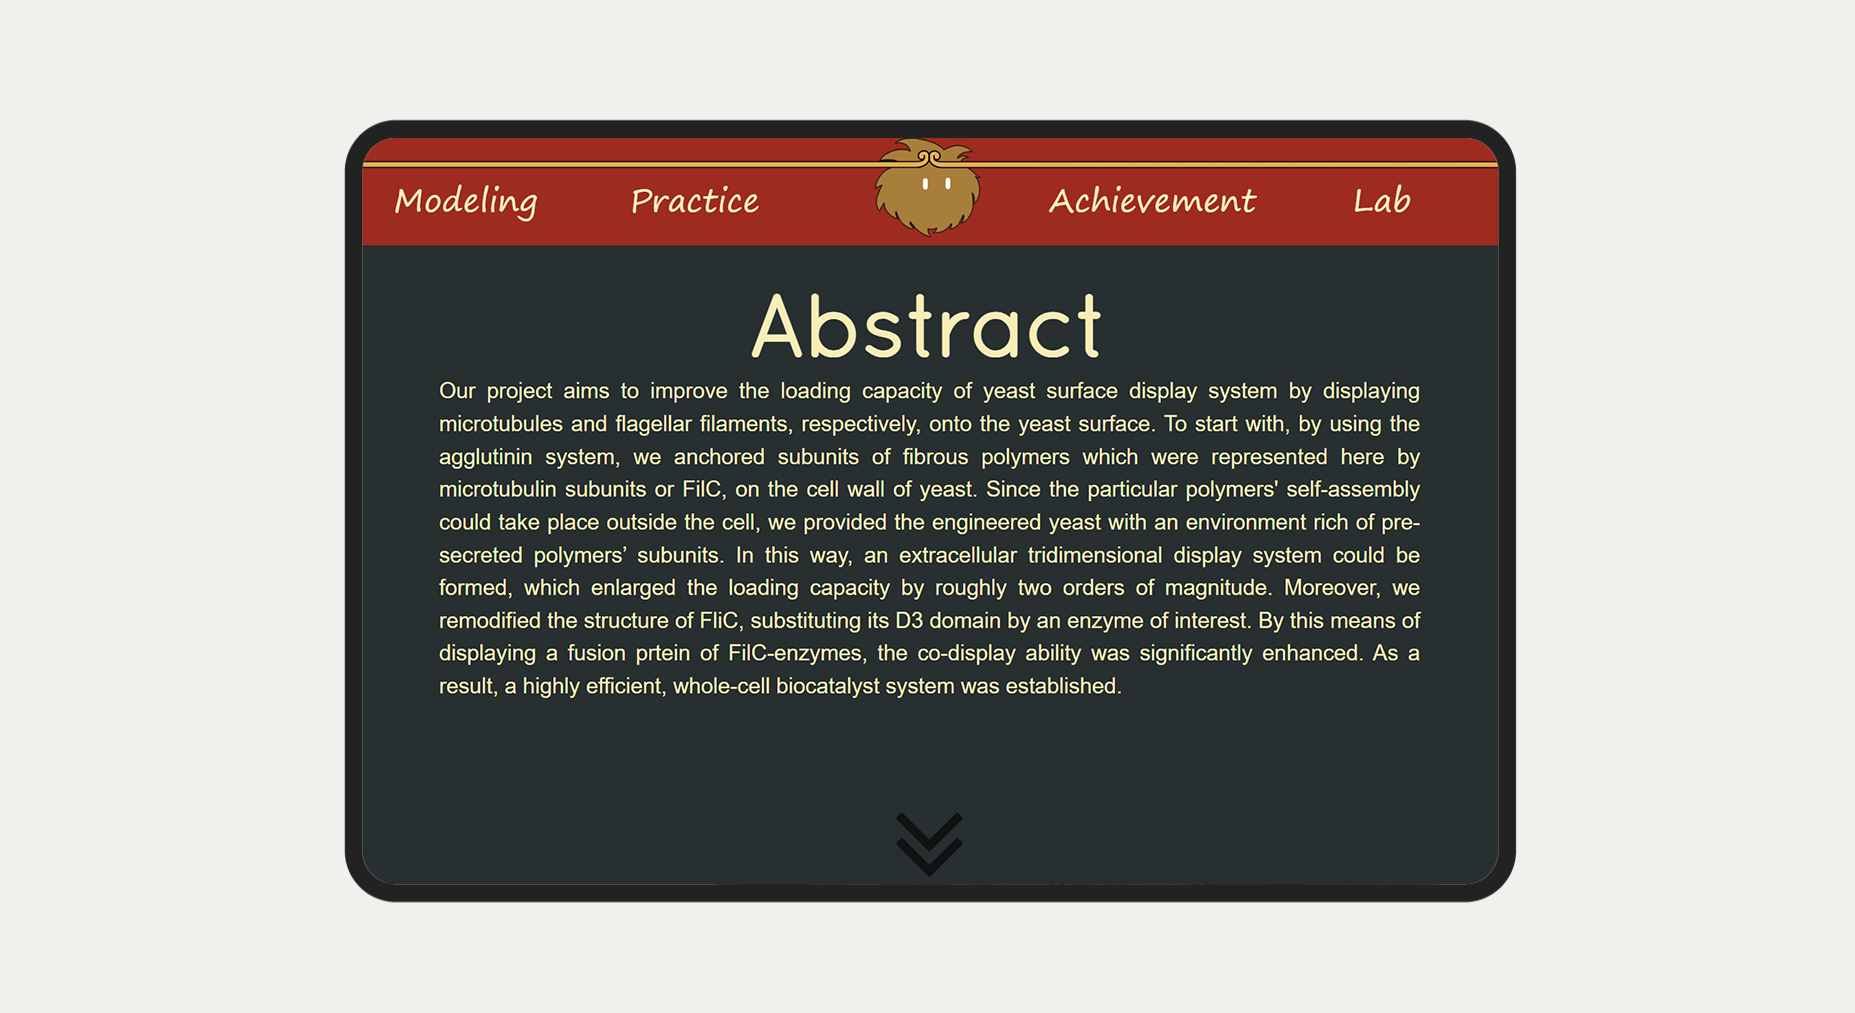 Modeling Practice Achievement Lab
Abstract
Our project aims to improve the loading capacity of yeast surface display system by displaying
microtubules and flagellar filaments, respectively, onto the yeast surface. To start with, by using the
agglutinin system, we anchored subunits of fibrous polymers which were represented here by
microtubulin subunits or FilC, on the cell wall of yeast. Since the particular polymers' self-assembly
could take place outside the cell, we provided the engineered yeast with an environment rich of pre-
secreted polymers’ subunits. In this way, an extracellular tridimensional display system could be
formed, which enlarged the loading capacity by roughly two orders of magnitude. Moreover, we
remodified the structure of FliC, substituting its D3 domain by an enzyme of interest. By this means of
displaying a fusion prtein of FilC-enzymes, the co-display ability was significantly enhanced. As a
result, a highly efficient, whole-cell biocatalyst system was established.